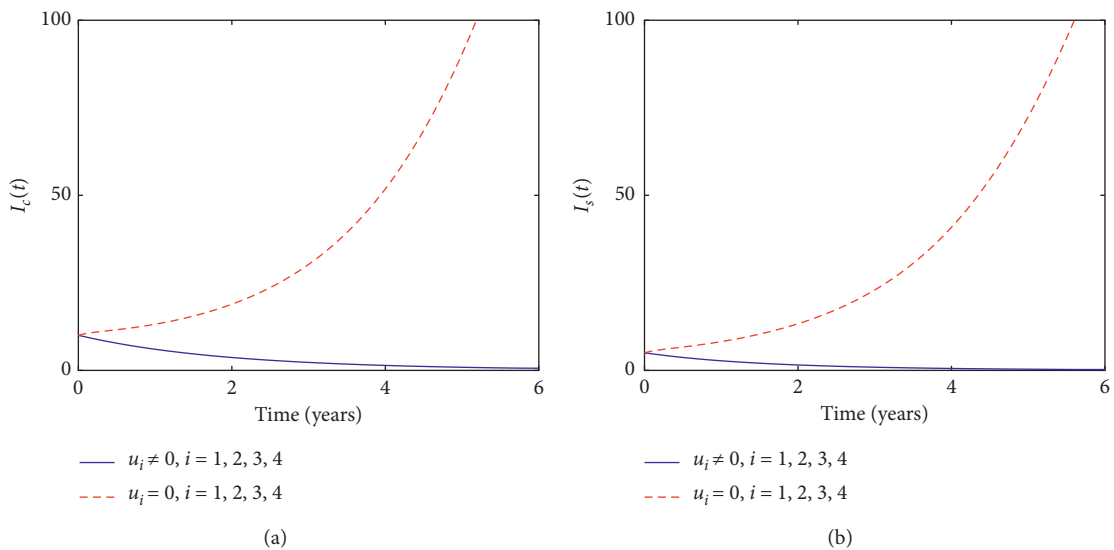 100
50
0
I_c(t)
0
2
4
6
Time (years)
u_i ≠ 0, i = 1, 2, 3, 4
u_i = 0, i = 1, 2, 3, 4
(a)
100
50
0
I_s(t)
0
2
4
6
Time (years)
u_i ≠ 0, i = 1, 2, 3, 4
u_i = 0, i = 1, 2, 3, 4
(b)